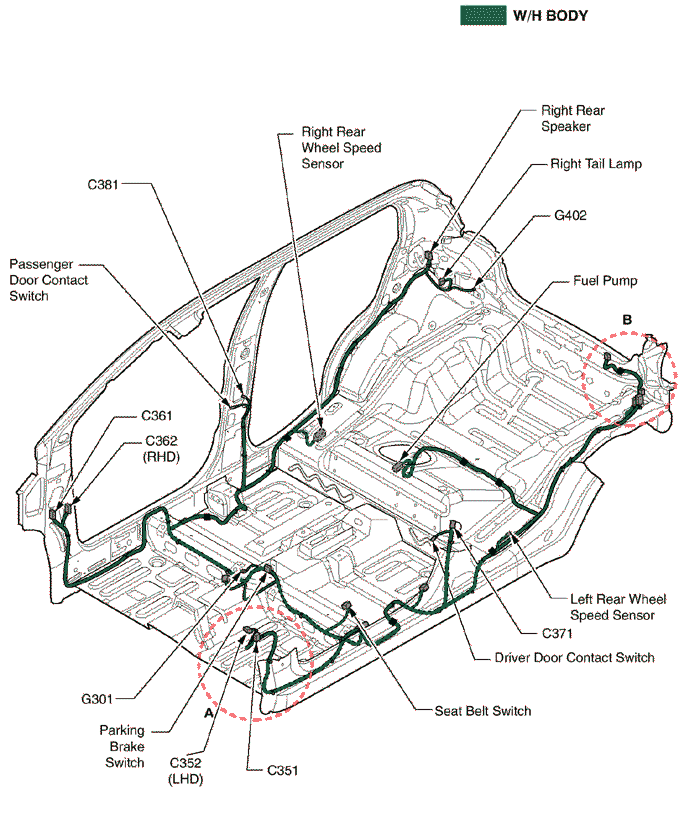 W/H BODY
Right Rear
Speaker
Right Rear
Wheel Speed
Sensor
Right Tail Lamp
C381
G402
Passenger
Door Contact
Switch
Fuel Pump
B
C361
C362
(RHD)
Left Rear Wheel
Speed Sensor
C371
Driver Door Contact Switch
G301
A
Seat Belt Switch
Parking
Brake
Switch
C352
(LHD)
C351